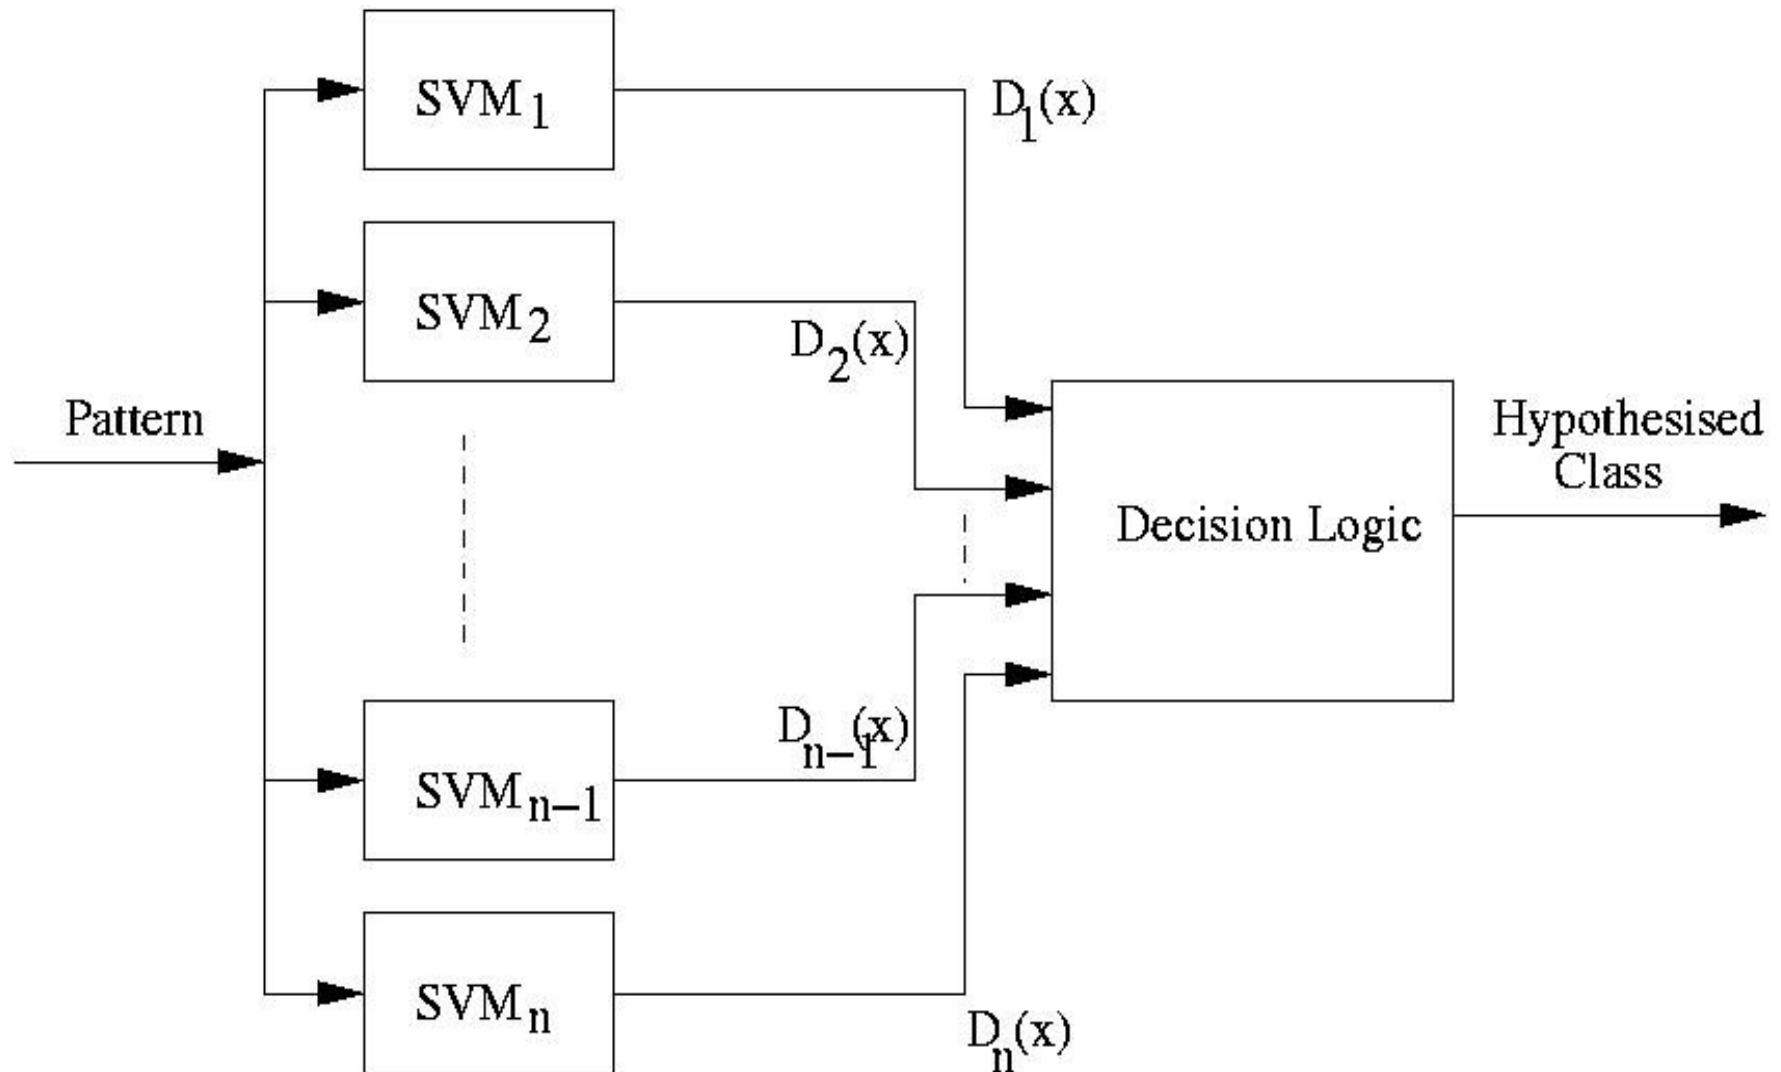 SVM₁
D₁(x)
SVM₂
D₂(x)
Pattern
Hypothesised
Class
Decision Logic
Dₙ₋₁(x)
SVMₙ₋₁
SVMₙ
Dₙ(x)